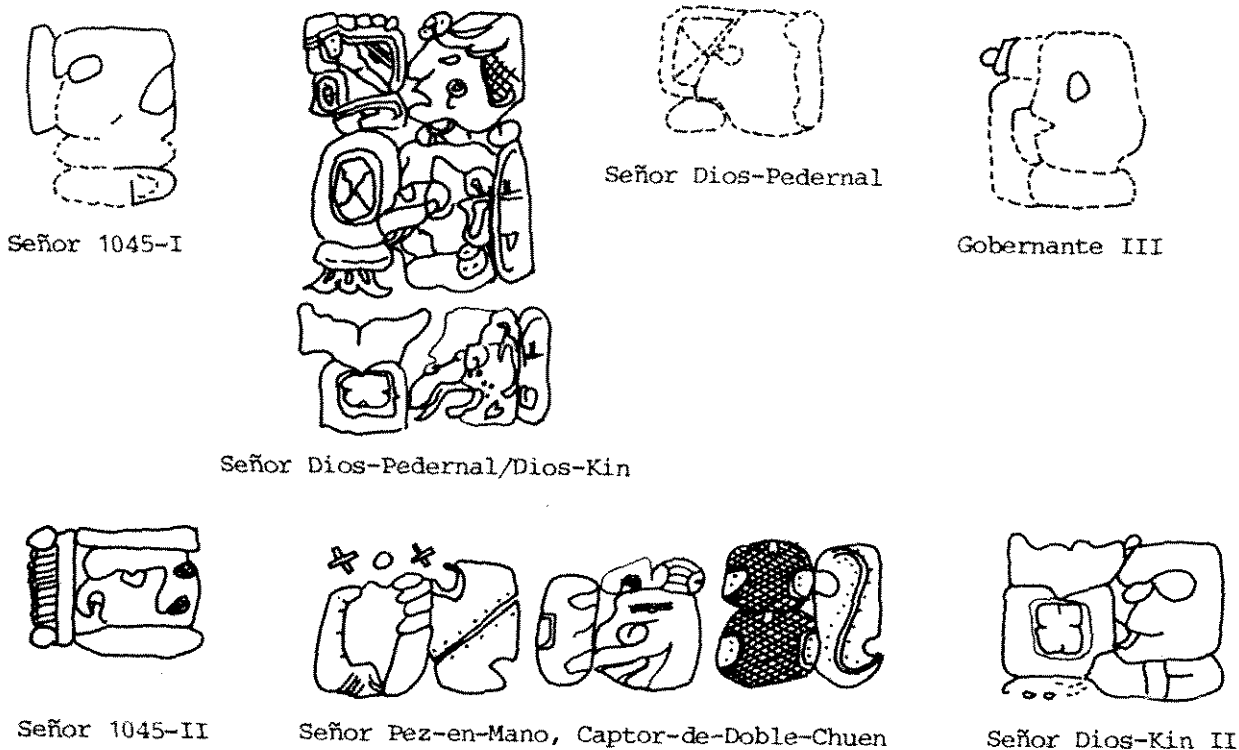 Señor 1045-I
Señor Dios-Pedernal
Gobernante III
Señor Dios-Pedernal/Dios-Kin
Señor 1045-II
Señor Pez-en-Mano, Captor-de-Doble-Chuen
Señor Dios-Kin II